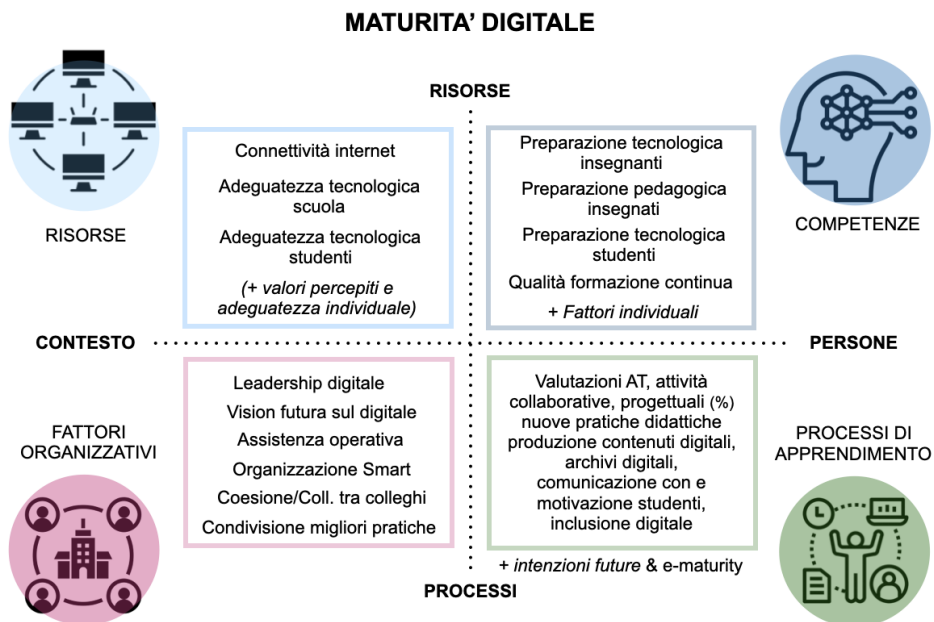 MATURITA’ DIGITALE
RISORSE
RISORSE
Connettività internet
Adeguatezza tecnologica
scuola
Adeguatezza tecnologica
studenti
(+ valori percepiti e
adeguatezza individuale)
Preparazione tecnologica
insegnanti
Preparazione pedagogica
insegnati
Preparazione tecnologica
studenti
Qualità formazione continua
+ Fattori individuali
COMPETENZE
CONTESTO
PERSONE
FATTORI
ORGANIZZATIVI
Leadership digitale
Vision futura sul digitale
Assistenza operativa
Organizzazione Smart
Coesione/Coll. tra colleghi
Condivisione migliori pratiche
Valutazioni AT, attività
collaborative, progettuali (%)
nuove pratiche didattiche
produzione contenuti digitali,
archivi digitali,
comunicazione con e
motivazione studenti,
inclusione digitale
+ intenzioni future & e-maturity
PROCESSI DI
APPRENDIMENTO
PROCESSI